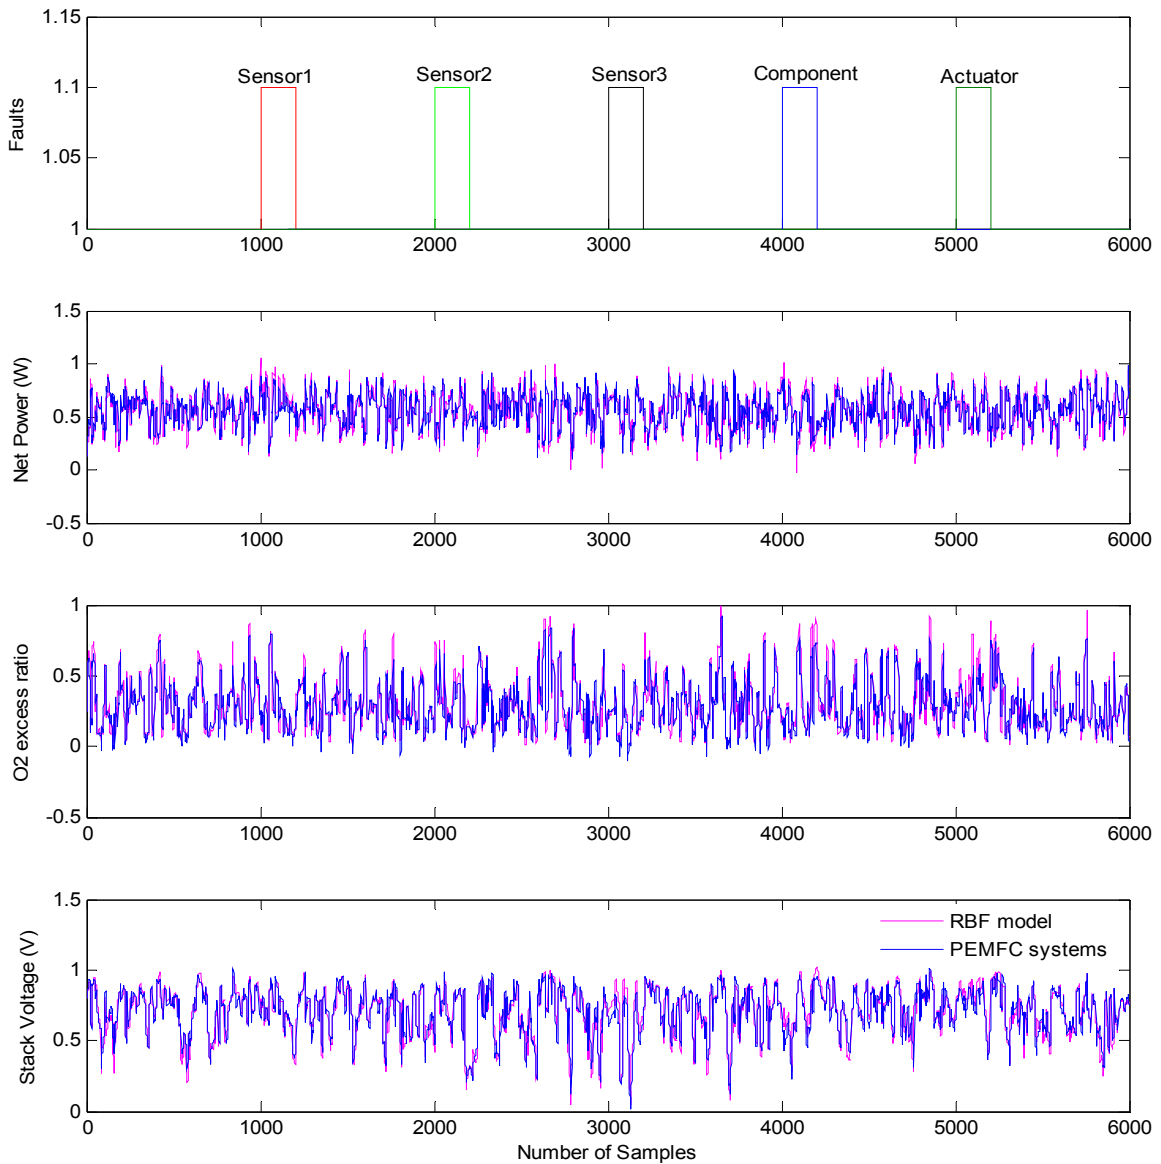 1.15
Sensor1 Sensor2 Sensor3 Component Actuator
1.1
Faults
1.05
1
0 1000 2000 3000 4000 5000 6000
1.5
1
Net Power (W)
0.5
0
-0.5
0 1000 2000 3000 4000 5000 6000
1
0.5
O2 excess ratio
0
-0.5
0 1000 2000 3000 4000 5000 6000
1.5
RBF model
PEMFC systems
1
Stack Voltage (V)
0.5
0
0 1000 2000 3000 4000 5000 6000
Number of Samples